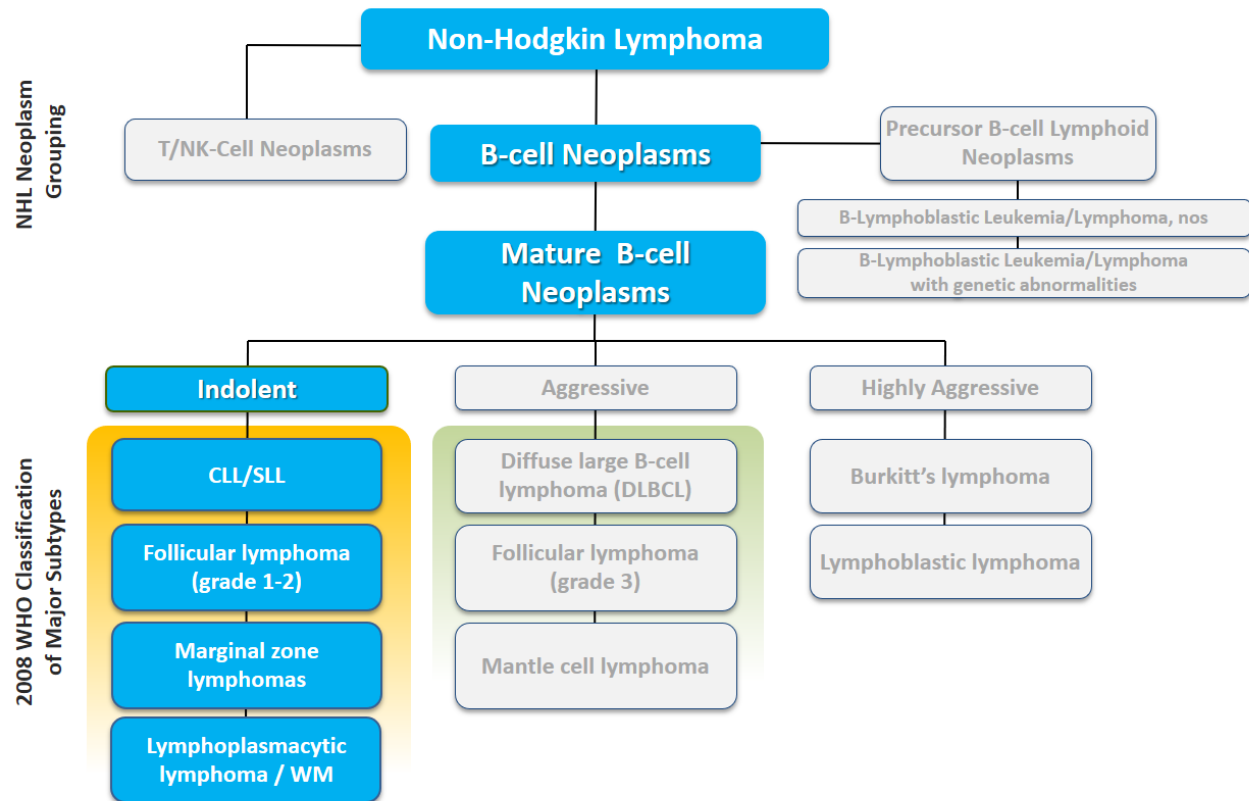 Non-Hodgkin Lymphoma
NHL Neoplasm
Grouping
T/NK-Cell Neoplasms
B-cell Neoplasms
Precursor B-cell Lymphoid
Neoplasms
B-Lymphoblastic Leukemia/Lymphoma, nos
B-Lymphoblastic Leukemia/Lymphoma
with genetic abnormalities
Mature B-cell
Neoplasms
2008 WHO Classification
of Major Subtypes
Indolent
CLL/SLL
Follicular lymphoma
(grade 1-2)
Marginal zone
lymphomas
Lymphoplasmacytic
lymphoma / WM
Aggressive
Diffuse large B-cell
lymphoma (DLBCL)
Follicular lymphoma
(grade 3)
Mantle cell lymphoma
Highly Aggressive
Burkitt’s lymphoma
Lymphoblastic lymphoma